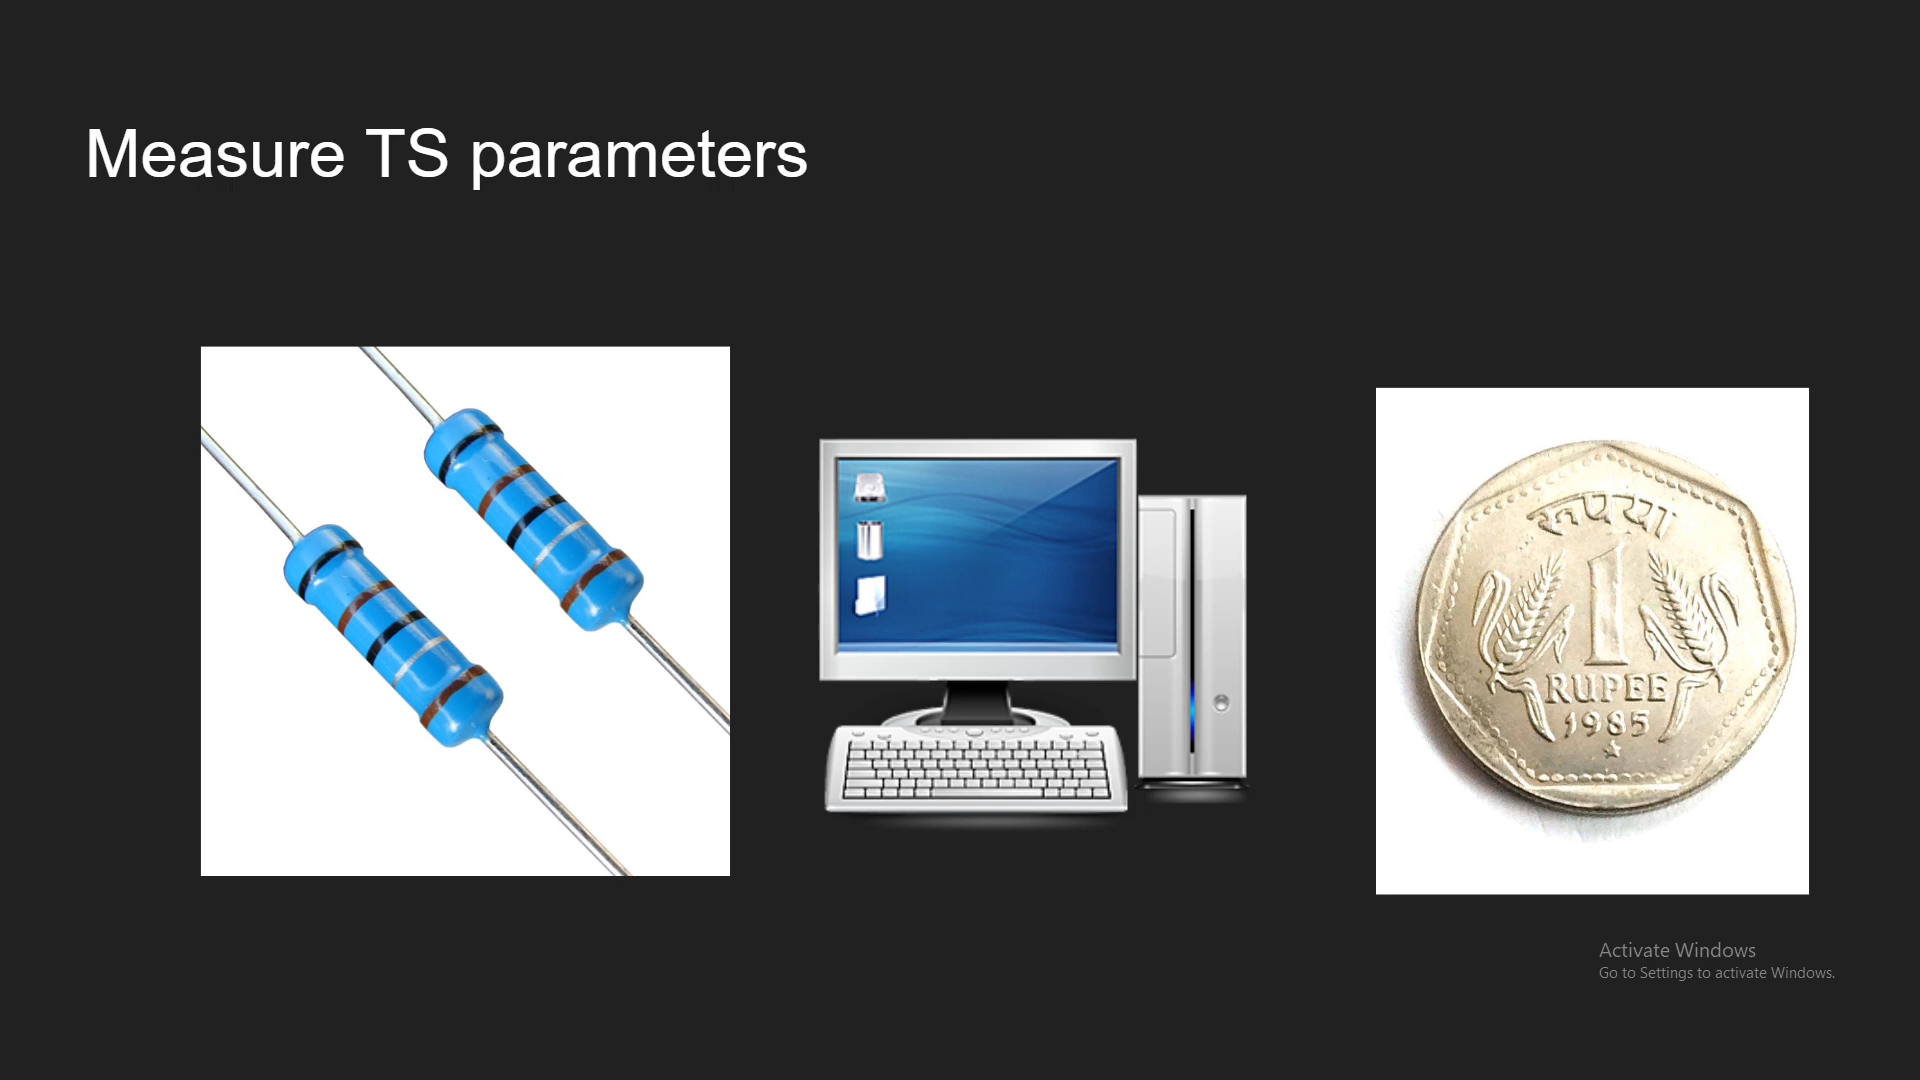 Measure TS parameters
रूपया
1
RUPEE
1985
Activate Windows
Go to Settings to activate Windows.